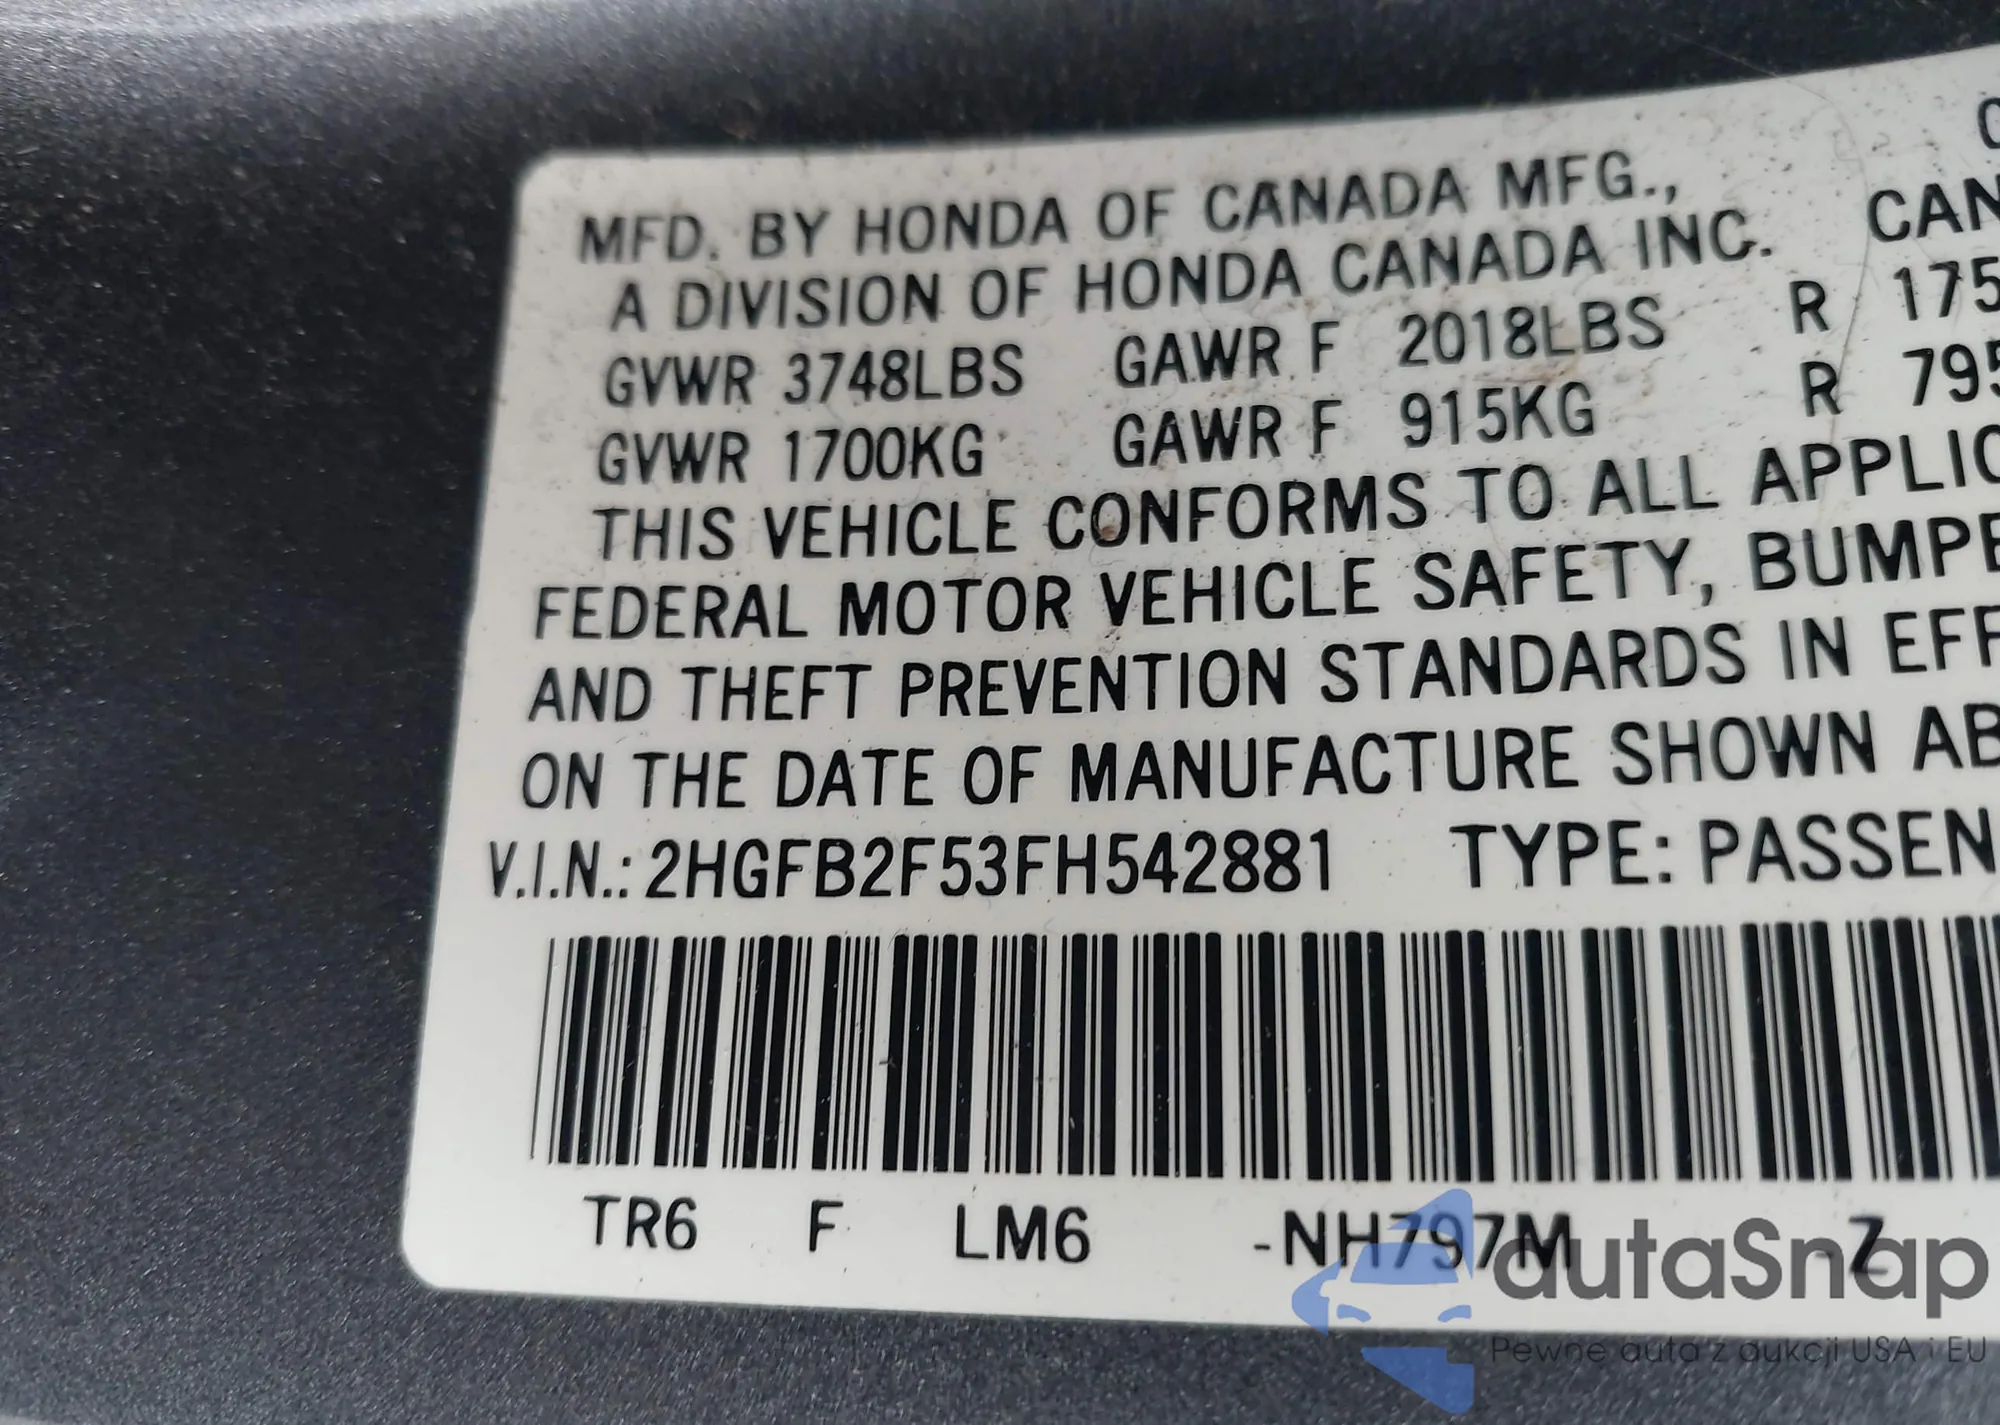 MFD. BY HONDA OF CANADA MFG.,
A DIVISION OF HONDA CANADA INC. CAN
GVWR 3748LBS GAWR F 2018LBS R 175
GVWR 1700KG GAWR F 915KG R 795
THIS VEHICLE CONFORMS TO ALL APPLIC
FEDERAL MOTOR VEHICLE SAFETY, BUMPE
AND THEFT PREVENTION STANDARDS IN EFF
ON THE DATE OF MANUFACTURE SHOWN AB
V.I.N.: 2HGFB2F53FH542881 TYPE: PASSEN
TR6 F LM6 -NH797M -Z
autaSnap
Pewne auta z aukcji USA i EU